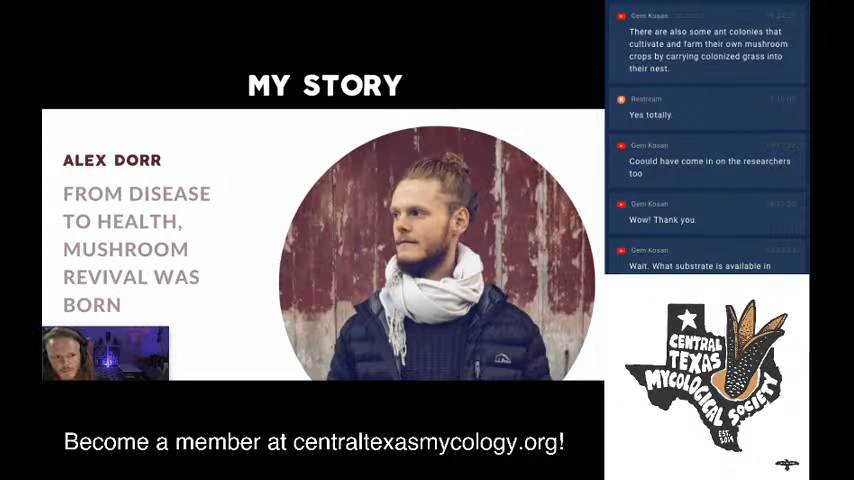 MY STORY
ALEX DORR
FROM DISEASE
TO HEALTH,
MUSHROOM
REVIVAL WAS
BORN
Become a member at centraltexasmycology.org!
Gem Kosan
There are also some ant colonies that
cultivate and farm their own mushroom
crops by carrying colonized grass into
their nest.
Restream
Yes totally.
Gem Kosan
Coould have come in on the researchers
too
Gem Kosan
Wow! Thank you.
Gem Kosan
Wait. What substrate is available in
CENTRAL
TEXAS
MYCOLOGICAL SOCIETY
EST.
2019